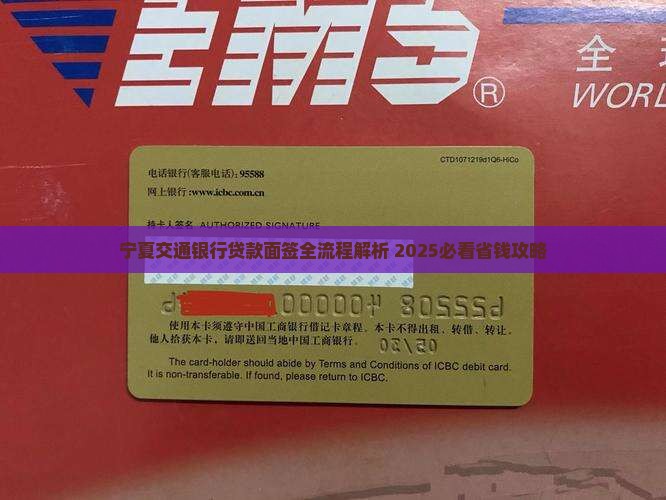 EMS®
全
WORL
CTD1071219d1Q6-HiCo
电话银行(客服电话):95588
网上银行:www.icbc.com.cn
持卡人签名 AUTHORIZED SIGNATURE
宁夏交通银行贷款面签全流程解析 2025必看省钱攻略
使用本卡须遵守中国工商银行借记卡章程。本卡不得出租、转借、转让。
他人拾获本卡，请即送回当地中国工商银行。
The card-holder should abide by Terms and Conditions of ICBC debit card.
It is non-transferable. If found, please return to ICBC.